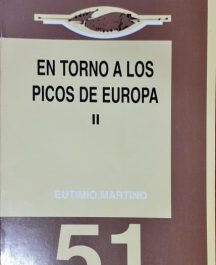 EN TORNO A LOS
PICOS DE EUROPA
II
EUTIMIO MARTINO
51